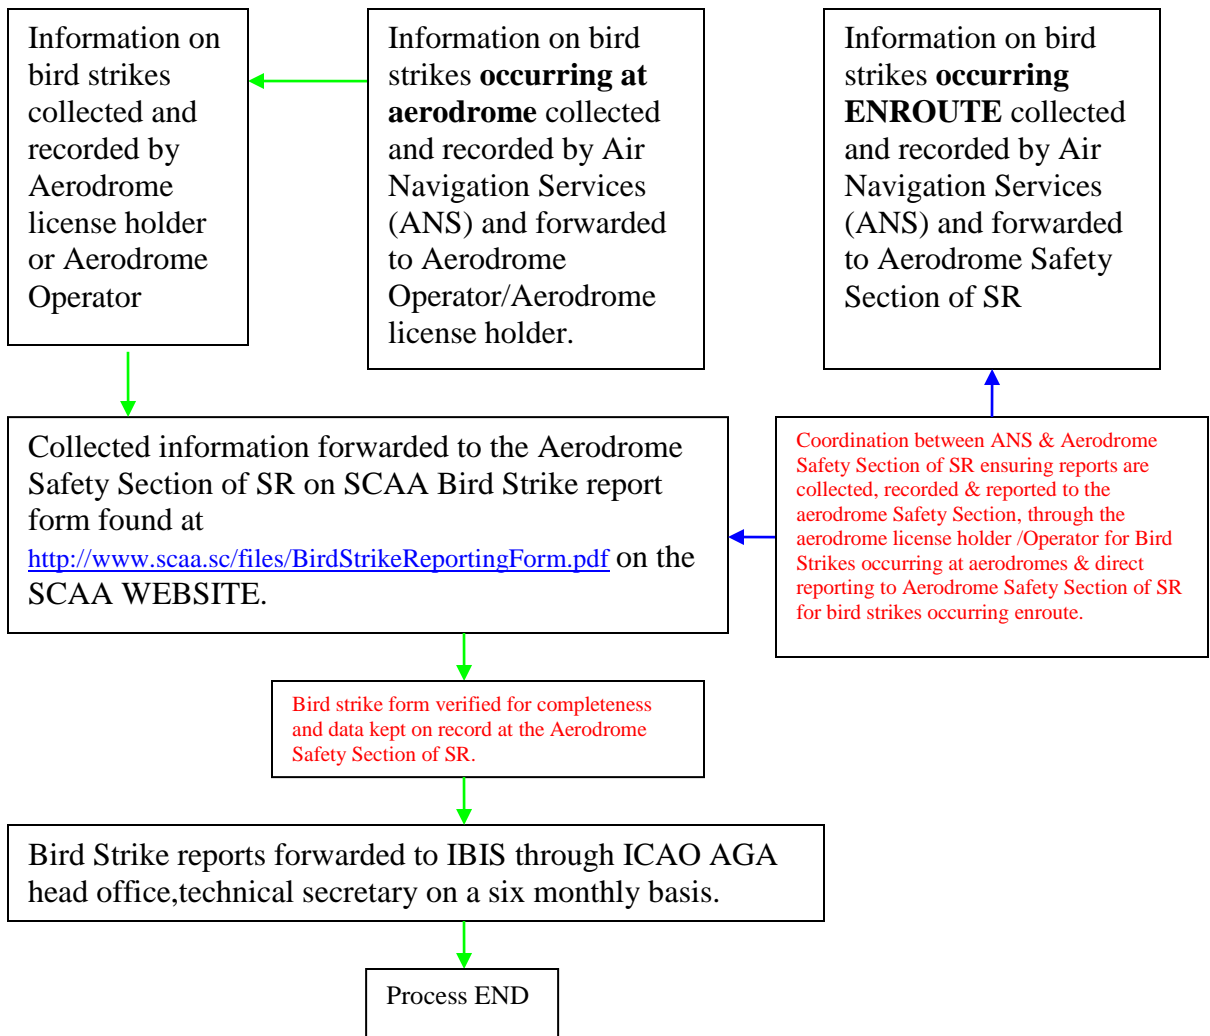 Information on
bird strikes
collected and
recorded by
Aerodrome
license holder
or Aerodrome
Operator
Information on bird
strikes occurring at
aerodrome collected
and recorded by Air
Navigation Services
(ANS) and forwarded
to Aerodrome
Operator/Aerodrome
license holder.
Information on bird
strikes occurring
ENROUTE collected
and recorded by Air
Navigation Services
(ANS) and forwarded
to Aerodrome Safety
Section of SR
Collected information forwarded to the Aerodrome
Safety Section of SR on SCAA Bird Strike report
form found at
http://www.scaa.sc/files/BirdStrikeReportingForm.pdf on the
SCAA WEBSITE.
Coordination between ANS & Aerodrome
Safety Section of SR ensuring reports are
collected, recorded & reported to the
aerodrome Safety Section, through the
aerodrome license holder /Operator for Bird
Strikes occurring at aerodromes & direct
reporting to Aerodrome Safety Section of SR
for bird strikes occurring enroute.
Bird strike form verified for completeness
and data kept on record at the Aerodrome
Safety Section of SR.
Bird Strike reports forwarded to IBIS through ICAO AGA
head office,technical secretary on a six monthly basis.
Process END